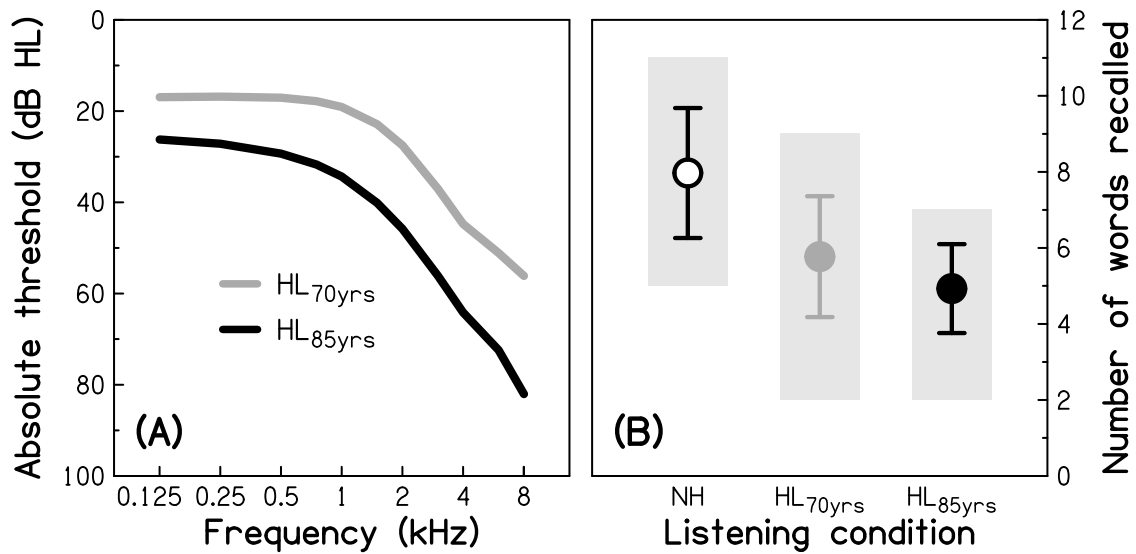 Absolute threshold (dB HL)
0
20
40
60
80
100
HL70yrs
HL85yrs
(A)
0.125 0.25 0.5 1 2 4 8
Frequency (kHz)
(B)
NH HL70yrs HL85yrs
Listening condition
12
10
8
6
4
2
0
Number of words recalled